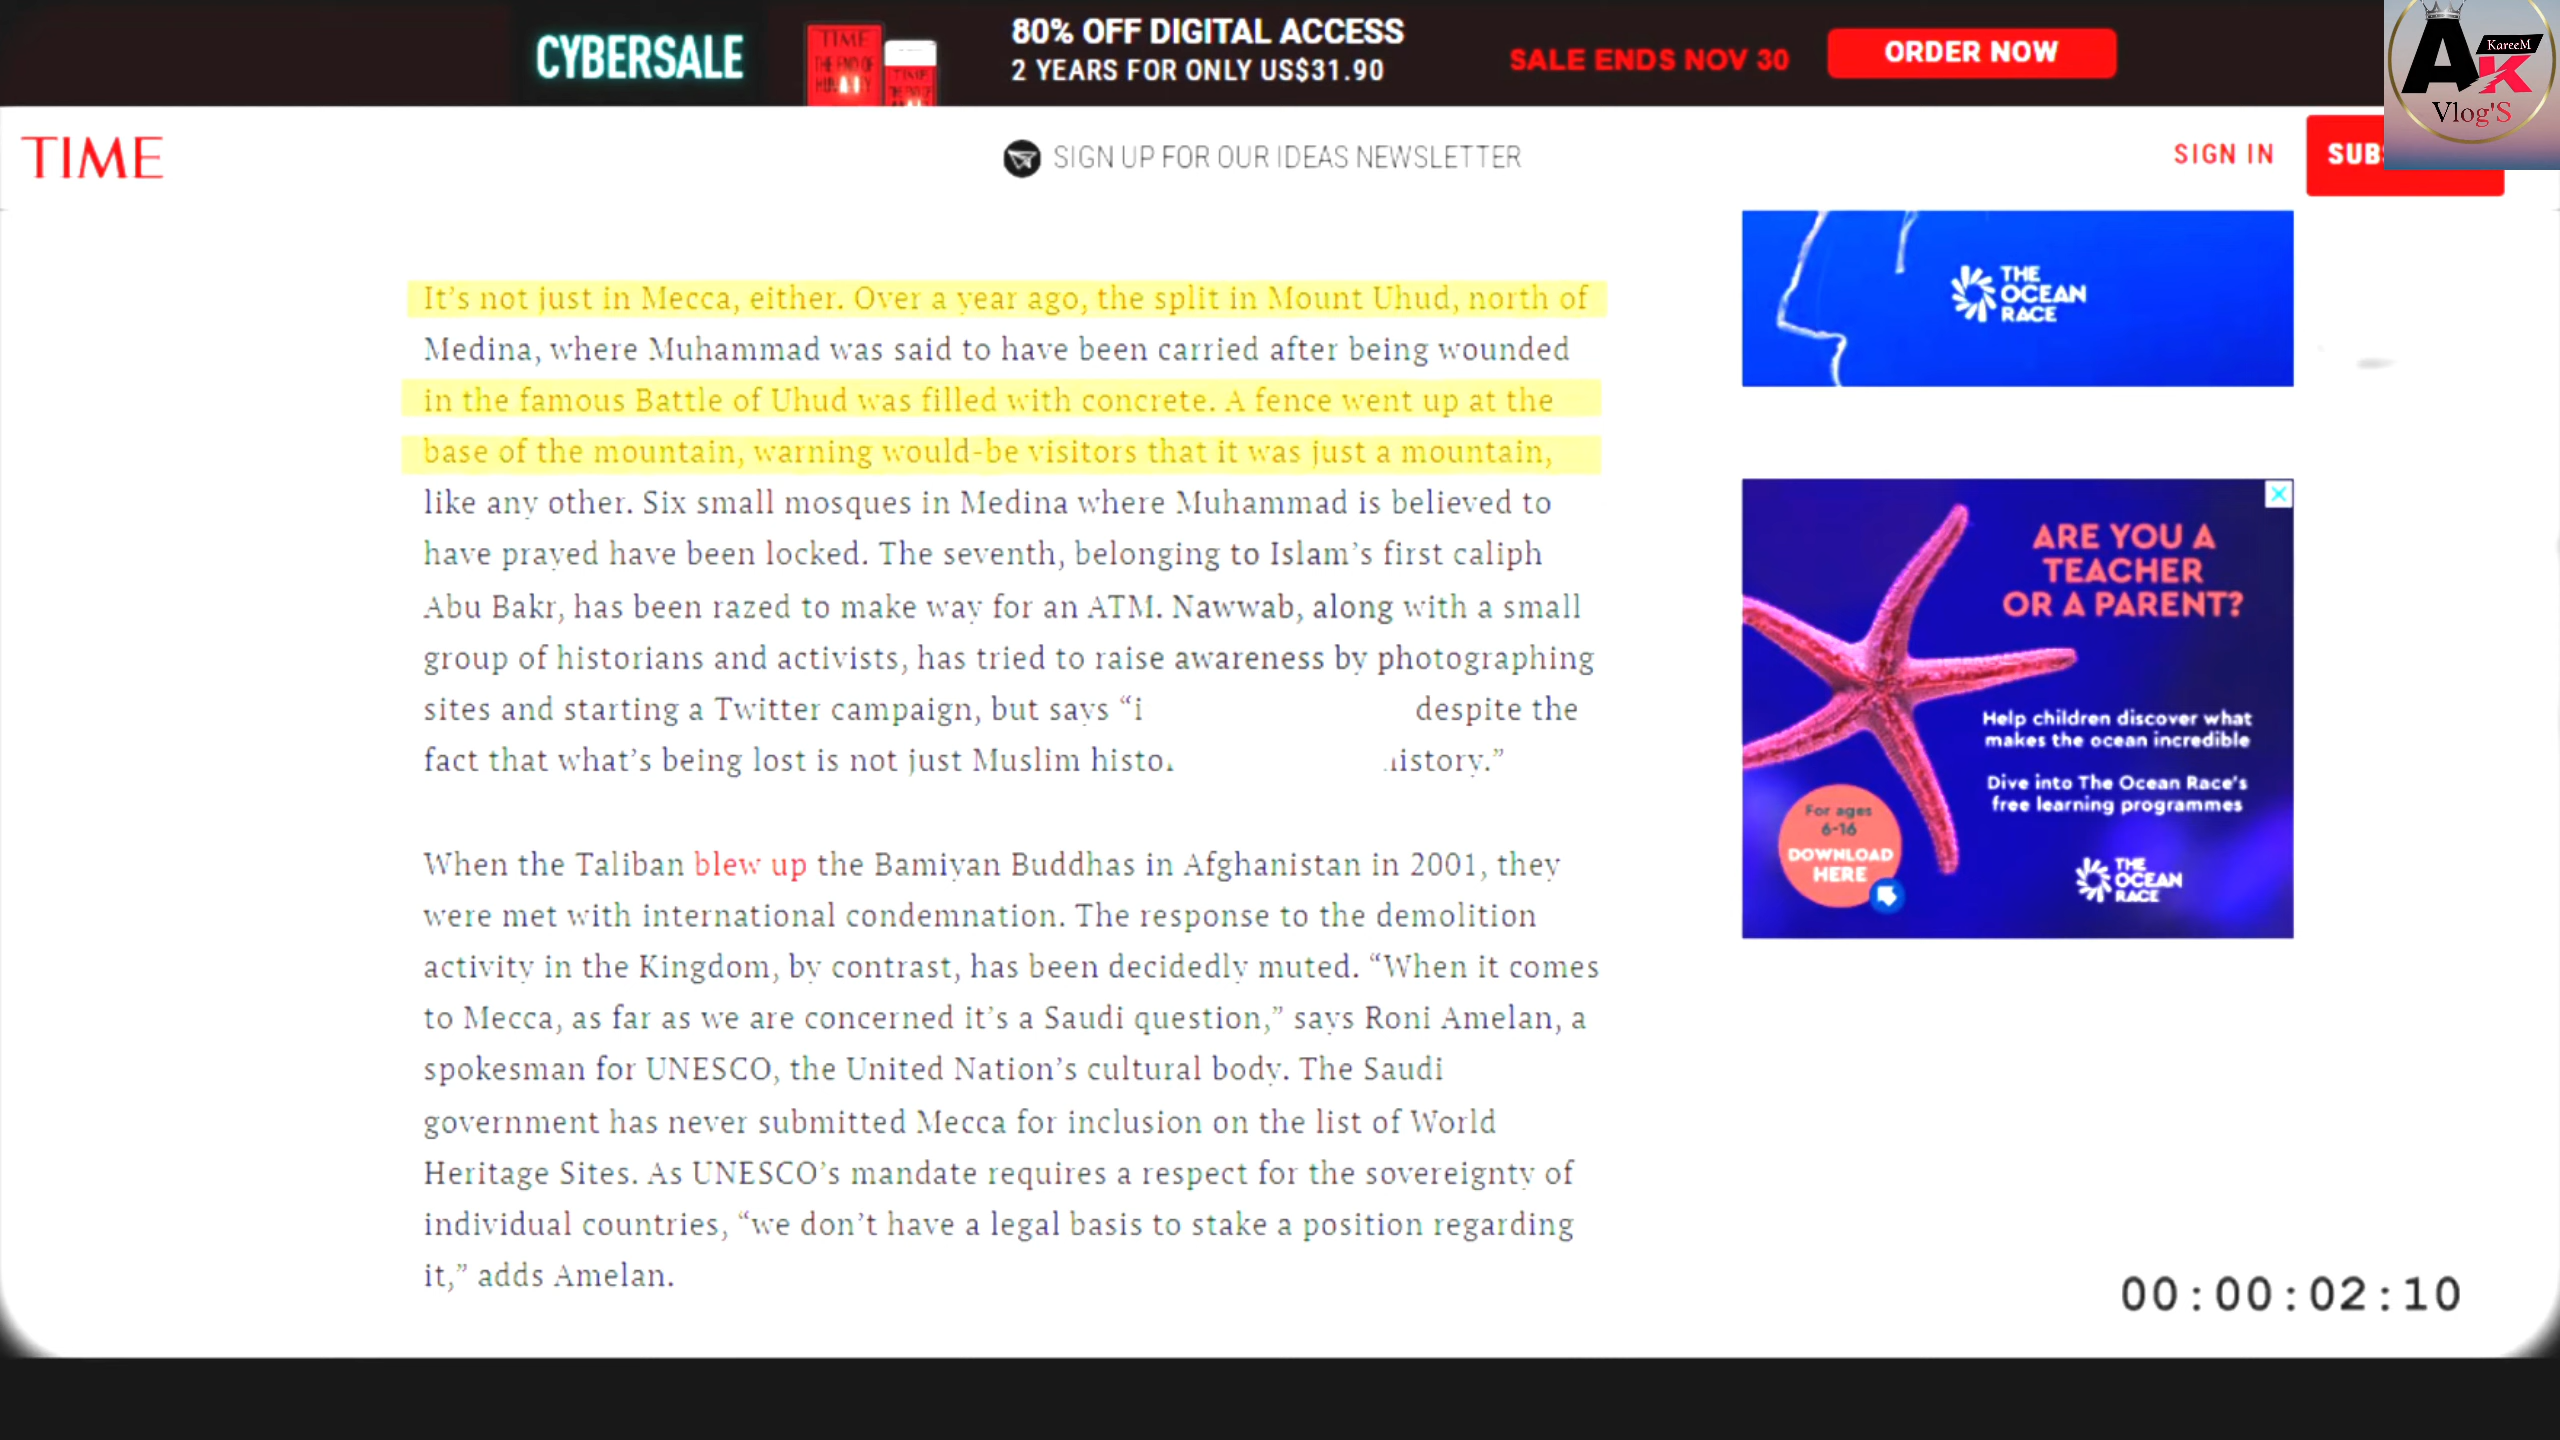 CYBERSALE
TIME
80% OFF DIGITAL ACCESS
2 YEARS FOR ONLY US$31.90
SALE ENDS NOV 30
ORDER NOW
KareeM
AK
Vlog'S
TIME
SIGN UP FOR OUR IDEAS NEWSLETTER
SIGN IN
SUB
It’s not just in Mecca, either. Over a year ago, the split in Mount Uhud, north of
Medina, where Muhammad was said to have been carried after being wounded
in the famous Battle of Uhud was filled with concrete. A fence went up at the
base of the mountain, warning would-be visitors that it was just a mountain,
like any other. Six small mosques in Medina where Muhammad is believed to
have prayed have been locked. The seventh, belonging to Islam’s first caliph
Abu Bakr, has been razed to make way for an ATM. Nawwab, along with a small
group of historians and activists, has tried to raise awareness by photographing
sites and starting a Twitter campaign, but says “i despite the
fact that what’s being lost is not just Muslim histo istory.”
When the Taliban blew up the Bamiyan Buddhas in Afghanistan in 2001, they
were met with international condemnation. The response to the demolition
activity in the Kingdom, by contrast, has been decidedly muted. “When it comes
to Mecca, as far as we are concerned it’s a Saudi question,” says Roni Amelan, a
spokesman for UNESCO, the United Nation’s cultural body. The Saudi
government has never submitted Mecca for inclusion on the list of World
Heritage Sites. As UNESCO’s mandate requires a respect for the sovereignty of
individual countries, “we don’t have a legal basis to stake a position regarding
it,” adds Amelan.
THE
OCEAN
RACE
ARE YOU A
TEACHER
OR A PARENT?
Help children discover what
makes the ocean incredible
Dive into The Ocean Race's
free learning programmes
For ages
6-16
DOWNLOAD
HERE
THE
OCEAN
RACE
00:00:02:10